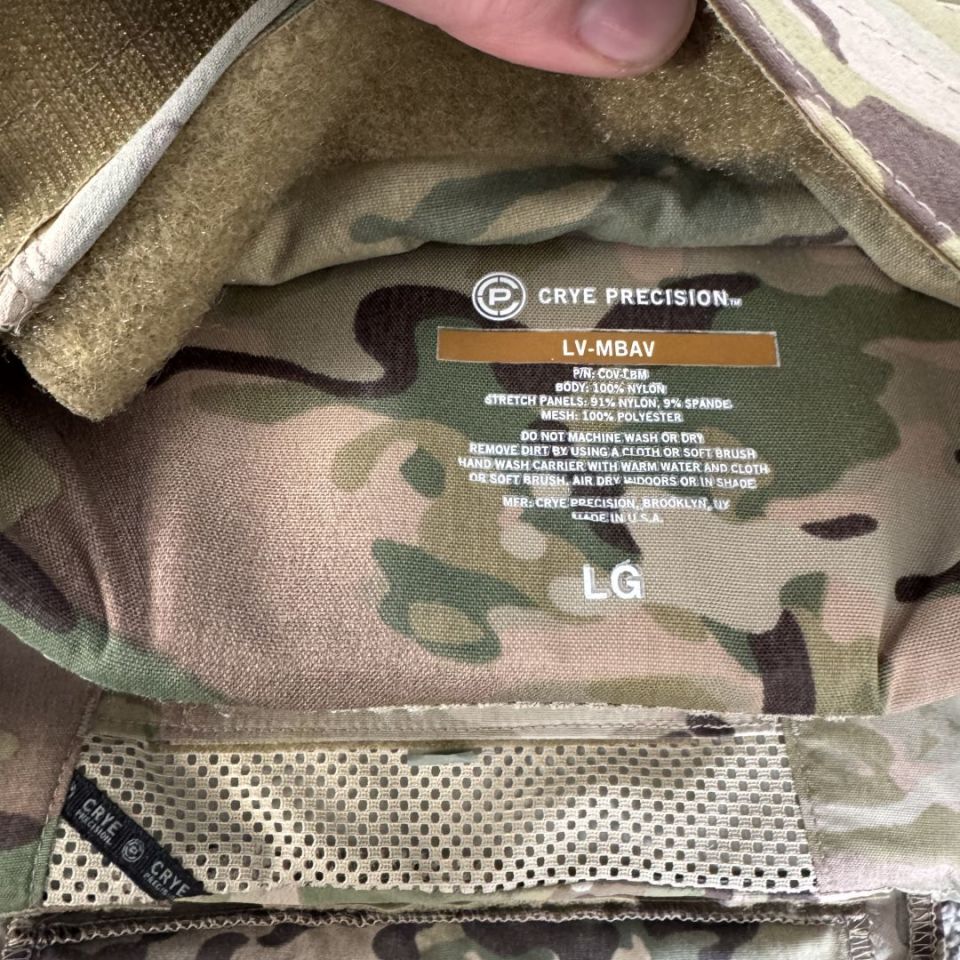 P CRYE PRECISION™
LV-MBAV
P/N: COV-LBM
BODY: 100% NYLON
STRETCH PANELS: 91% NYLON, 9% SPANDE.
MESH: 100% POLYESTER
DO NOT MACHINE WASH OR DRY
REMOVE DIRT BY USING A CLOTH OR SOFT BRUSH
HAND WASH CARRIER WITH WARM WATER AND CLOTH
OR SOFT BRUSH, AIR DRY INDOORS OR IN SHADE
MFR: CRYE PRECISION, BROOKLYN, NY
MADE IN U.S.A.
LG
CRYE
PRECISION
P
CRYE